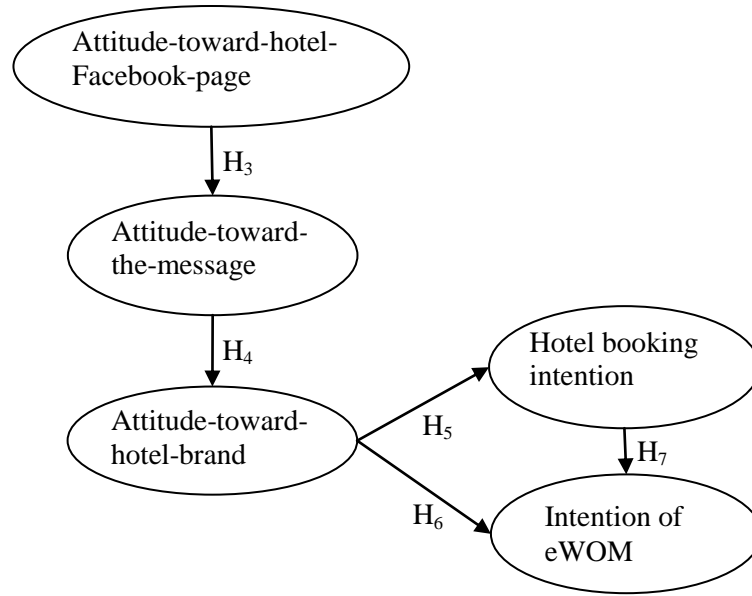 Attitude-toward-hotel-
Facebook-page
H₃
Attitude-toward-
the-message
H₄
Attitude-toward-
hotel-brand
H₅
H₆
Hotel booking
intention
H₇
Intention of
eWOM